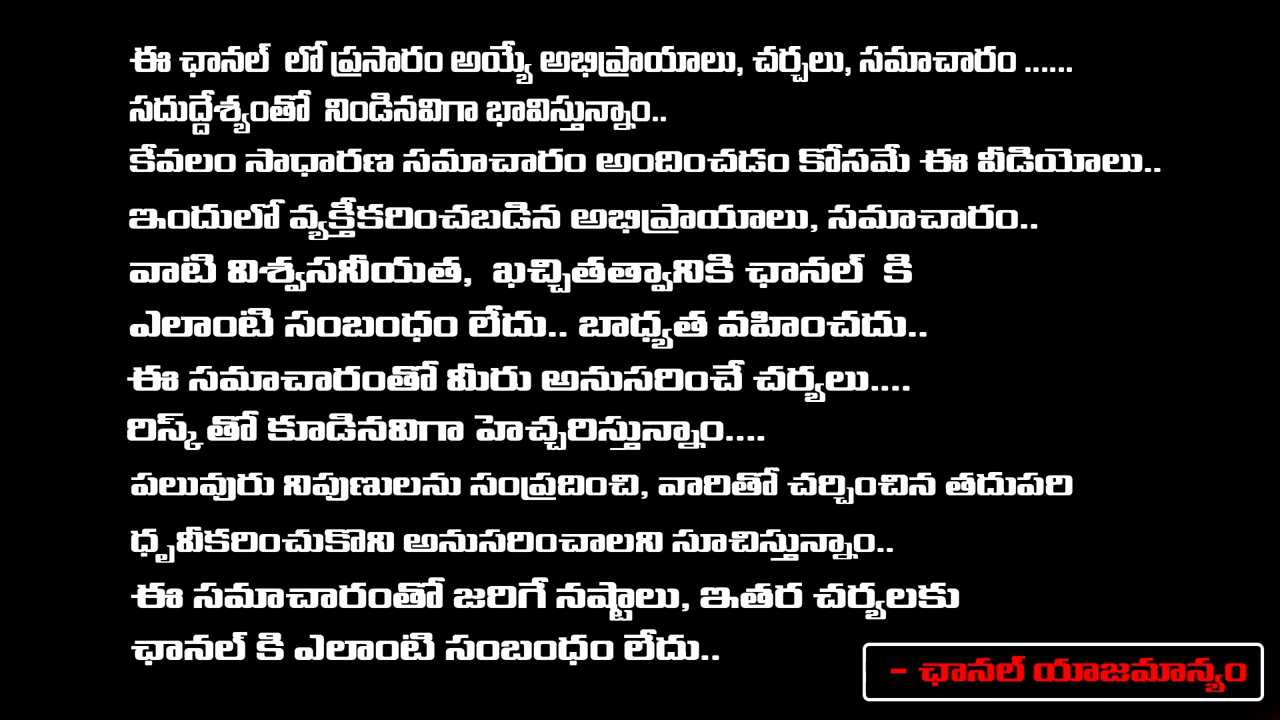 ఈ ఛానల్ లో ప్రసారం అయ్యే అభిప్రాయాలు, చర్చలు, సమాచారం ......
సదుద్దేశ్యంతో నిండినవిగా భావిస్తున్నాం..
కేవలం సాధారణ సమాచారం అందించడం కోసమే ఈ వీడియోలు..
ఇందులో వ్యక్తీకరించబడిన అభిప్రాయాలు, సమాచారం..
వాటి విశ్వసనీయత, ఖచ్చితత్వానికి ఛానల్ కి
ఎలాంటి సంబంధం లేదు.. బాధ్యత వహించదు..
ఈ సమాచారంతో మీరు అనుసరించే చర్యలు....
రిస్క్ తో కూడినవిగా హెచ్చరిస్తున్నాం....
పలువురు నిపుణులను సంప్రదించి, వారితో చర్చించిన తదుపరి
ధృవీకరించుకొని అనుసరించాలని సూచిస్తున్నాం..
ఈ సమాచారంతో జరిగే నష్టాలు, ఇతర చర్యలకు
ఛానల్ కి ఎలాంటి సంబంధం లేదు..
- ఛానల్ యాజమాన్యం